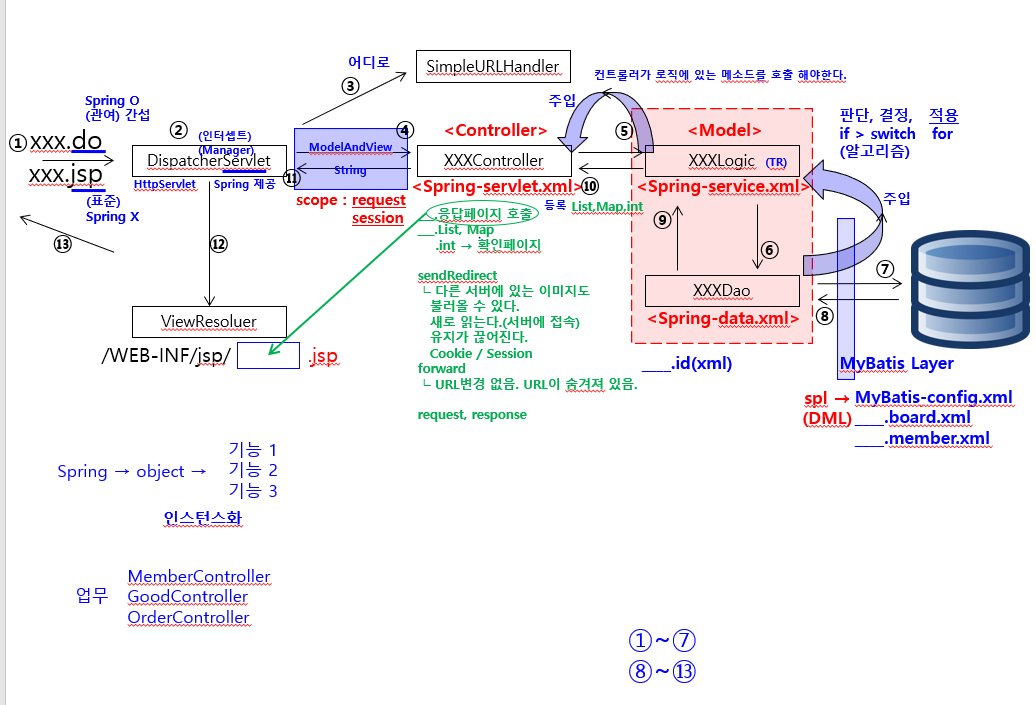 어디로
③
SimpleURLHandler
컨트롤러가 로직에 있는 메소드를 호출 해야한다.
Spring O
(관여) 간섭
주입
① xxx.do
xxx.jsp
(표준)
Spring X
⑬
②
(인터셉트)
(Manager)
DispatcherServlet
HttpServlet
Spring 제공
④
ModelAndView
String
⑪
scope : request
session
<Controller>
XXXController
<Spring-servlet.xml>
⑤
⑩
등록 List,Map,int
<Model>
XXXLogic (TR)
<Spring-service.xml>
⑨
⑥
XXXDao
<Spring-data.xml>
판단, 결정, 적용
if > switch for
(알고리즘)
주입
⑦
⑧
⑫
ViewResoluer
/WEB-INF/jsp/ .jsp
___.응답페이지 호출
___.List, Map
.int → 확인페이지
sendRedirect
ㄴ다른 서버에 있는 이미지도
불러올 수 있다.
새로 읽는다.(서버에 접속)
유지가 끊어진다.
Cookie / Session
forward
ㄴURL변경 없음. URL이 숨겨져 있음.
request, response
____.id(xml)
MyBatis Layer
spl → MyBatis-config.xml
(DML) ____.board.xml
____.member.xml
Spring → object →
기능 1
기능 2
기능 3
인스턴스화
업무
MemberController
GoodController
OrderController
①~⑦
⑧~⑬